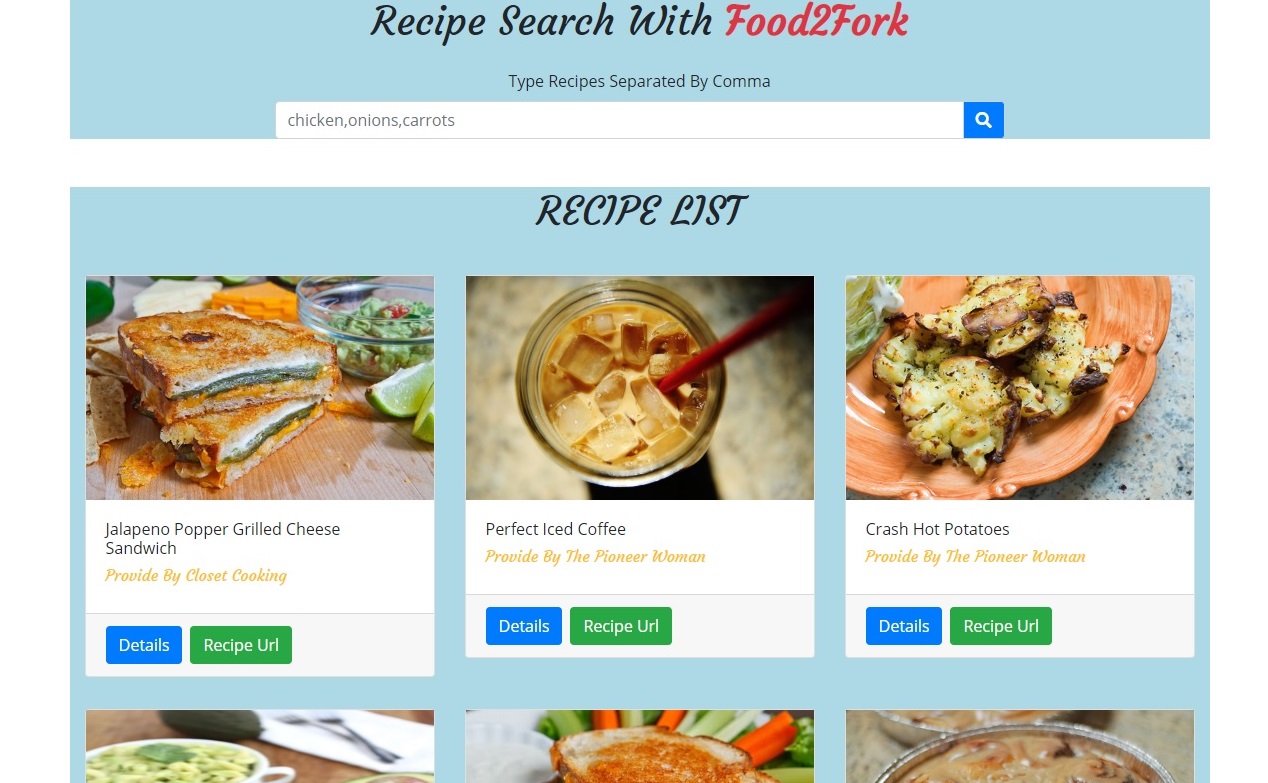 Recipe Search With Food2Fork
Type Recipes Separated By Comma
chicken,onions,carrots
RECIPE LIST
Jalapeno Popper Grilled Cheese
Sandwich
Provide By Closet Cooking
Details Recipe Url
Perfect Iced Coffee
Provide By The Pioneer Woman
Details Recipe Url
Crash Hot Potatoes
Provide By The Pioneer Woman
Details Recipe Url